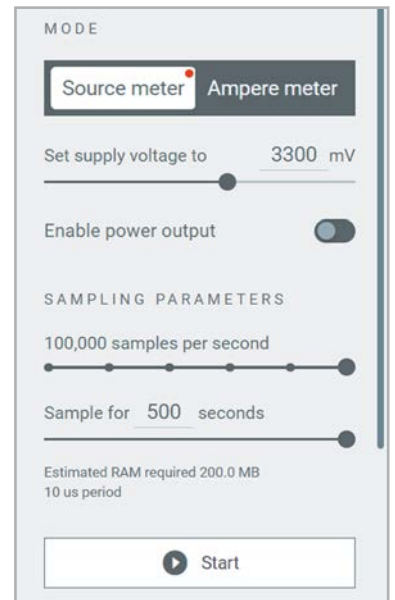 MODE
Source meter Ampere meter
Set supply voltage to 3300 mV
Enable power output
SAMPLING PARAMETERS
100,000 samples per second
Sample for 500 seconds
Estimated RAM required 200.0 MB
10 us period
Start